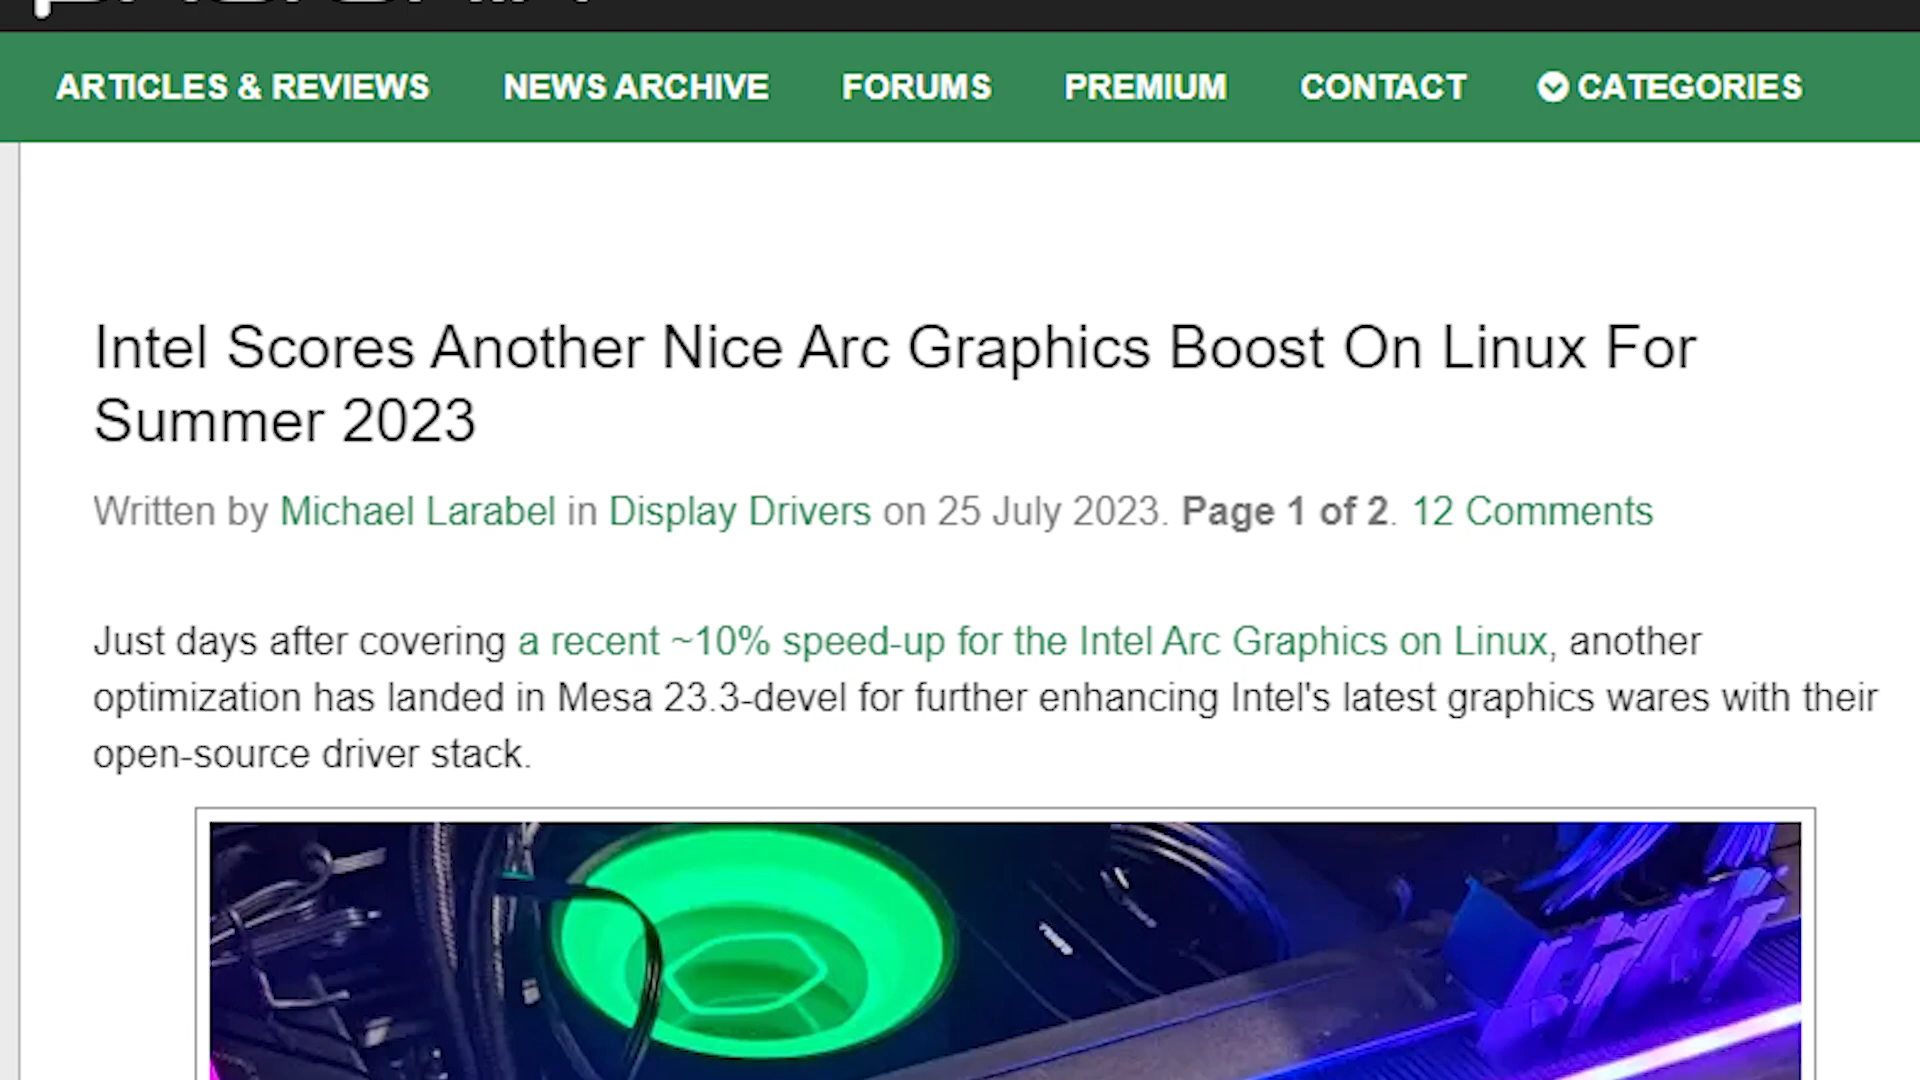 ARTICLES & REVIEWS NEWS ARCHIVE FORUMS PREMIUM CONTACT CATEGORIES
Intel Scores Another Nice Arc Graphics Boost On Linux For
Summer 2023
Written by Michael Larabel in Display Drivers on 25 July 2023. Page 1 of 2. 12 Comments
Just days after covering a recent ~10% speed-up for the Intel Arc Graphics on Linux, another
optimization has landed in Mesa 23.3-devel for further enhancing Intel's latest graphics wares with their
open-source driver stack.